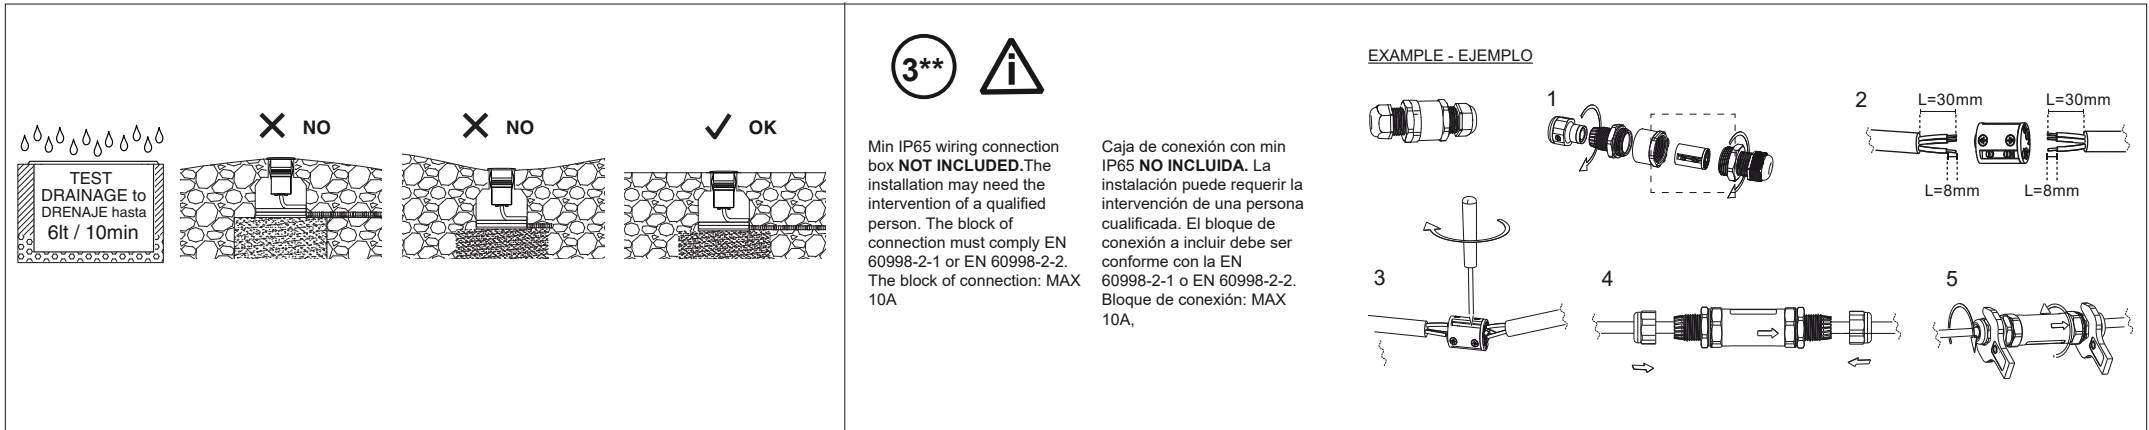 TEST
DRAINAGE to
DRENAJE hasta
6lt / 10min
NO
NO
OK
3**
i
Min IP65 wiring connection
box NOT INCLUDED.The
installation may need the
intervention of a qualified
person. The block of
connection must comply EN
60998-2-1 or EN 60998-2-2.
The block of connection: MAX
10A
Caja de conexión con min
IP65 NO INCLUIDA. La
instalación puede requerir la
intervención de una persona
cualificada. El bloque de
conexión a incluir debe ser
conforme con la EN
60998-2-1 o EN 60998-2-2.
Bloque de conexión: MAX
10A,
EXAMPLE - EJEMPLO
1
2
L=30mm
L=30mm
L=8mm
L=8mm
3
4
5